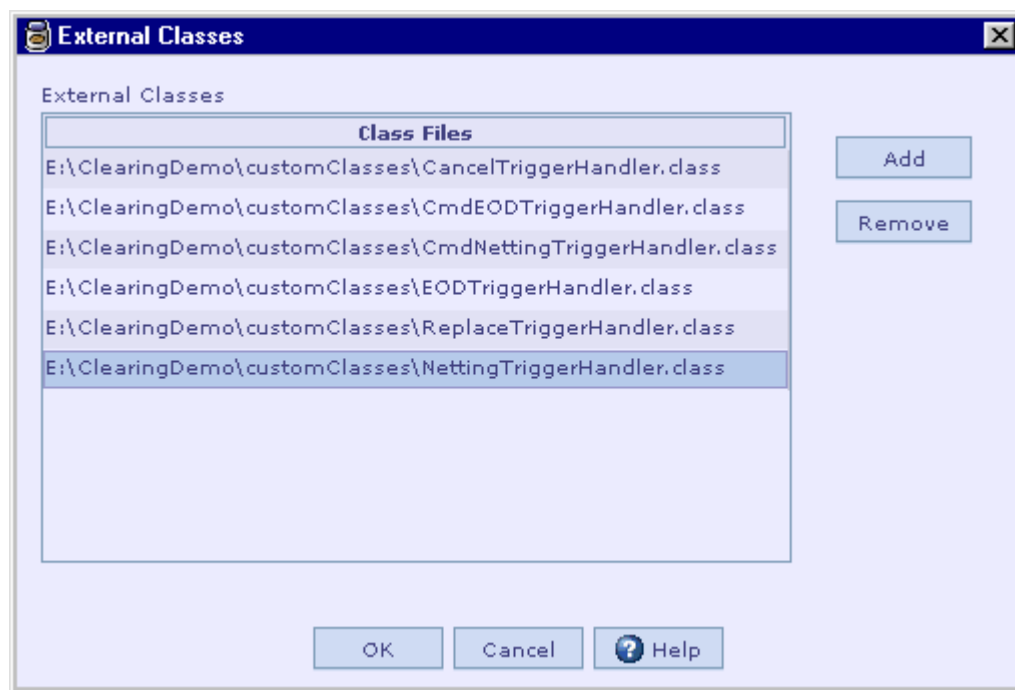 External Classes
External Classes
Class Files
E:\ClearingDemo\customClasses\CancelTriggerHandler.class
Add
E:\ClearingDemo\customClasses\CmdEODTriggerHandler.class
Remove
E:\ClearingDemo\customClasses\CmdNettingTriggerHandler.class
E:\ClearingDemo\customClasses\EODTriggerHandler.class
E:\ClearingDemo\customClasses\ReplaceTriggerHandler.class
E:\ClearingDemo\customClasses\NettingTriggerHandler.class
OK
Cancel
Help